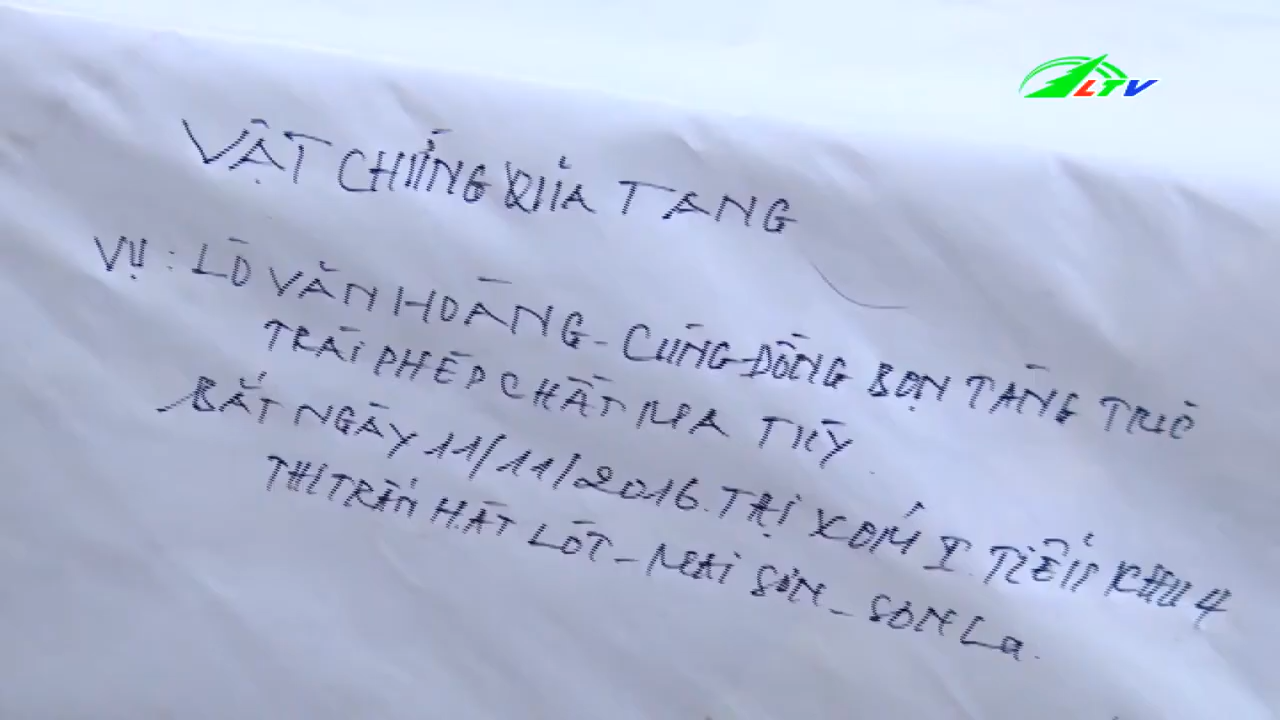 LTV
VẬT CHỨNG QỦA TANG
VỤ: LÒ VĂN HOÀNG - CÙNG ĐỒNG BỌN TÀNG TRỮ
TRÁI PHÉP CHẤT MA TÚY.
BẮT NGÀY 11/11/2016. TẠI XÓM I. TIỂU KHU 4
THỊ TRẤN HÁT LÓT - MAI SƠN - SƠN La.